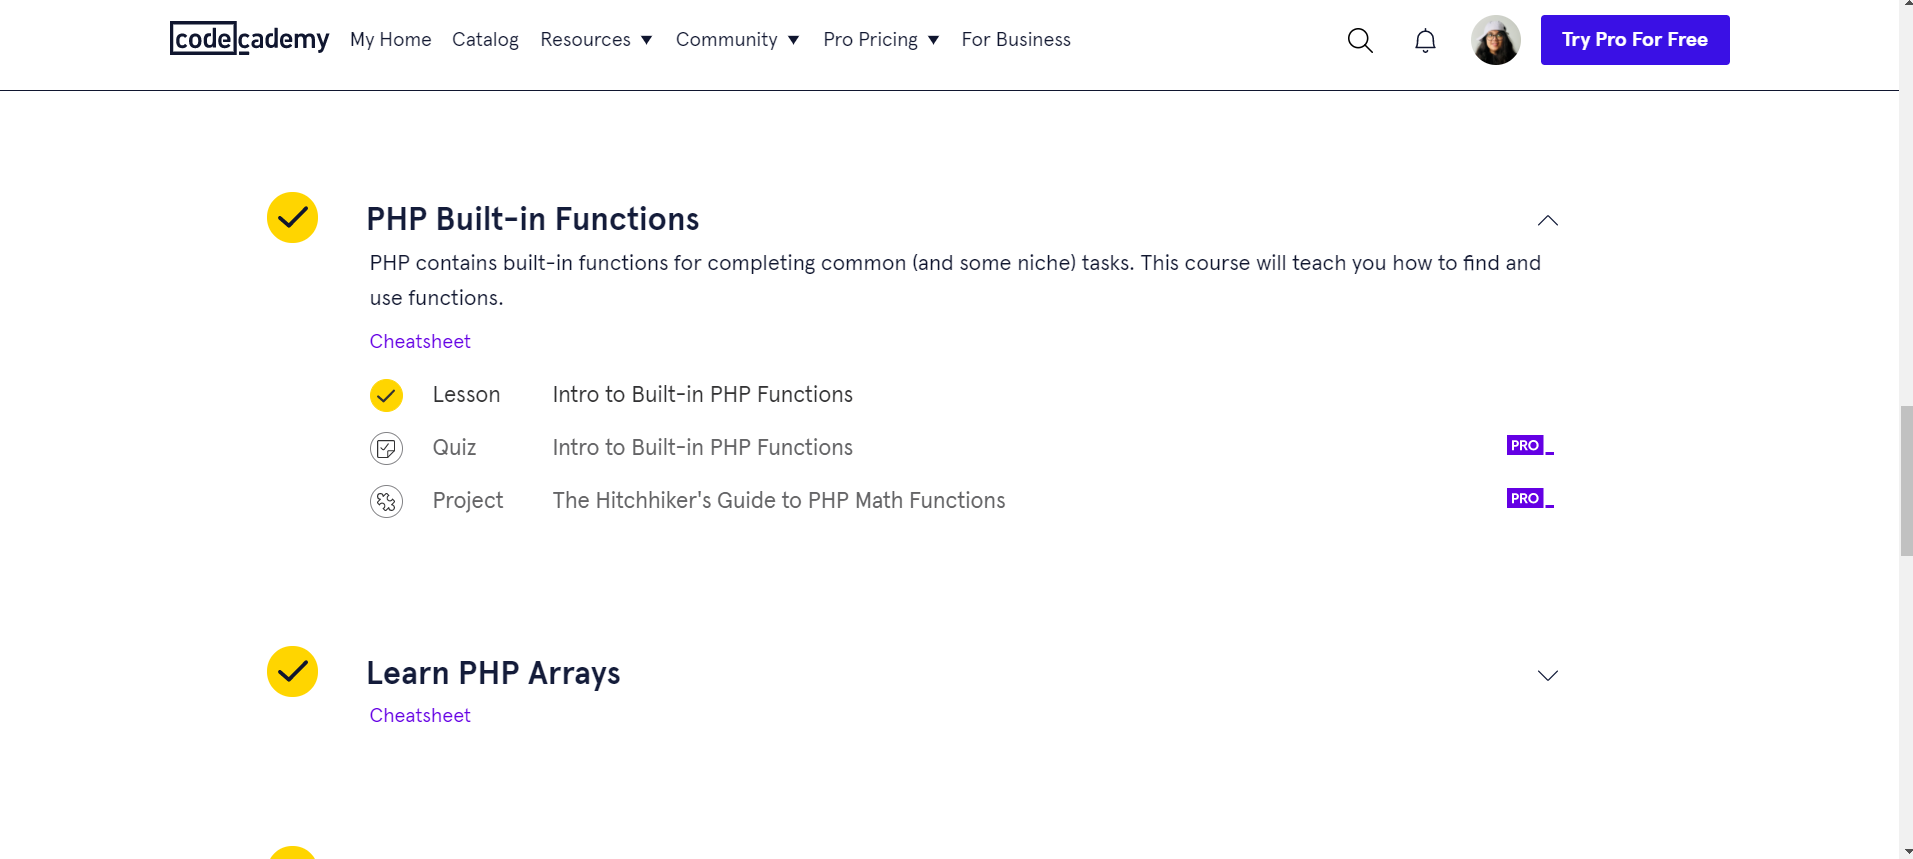 codecademy My Home Catalog Resources Community Pro Pricing For Business Try Pro For Free
PHP Built-in Functions
PHP contains built-in functions for completing common (and some niche) tasks. This course will teach you how to find and
use functions.
Cheatsheet
Lesson Intro to Built-in PHP Functions
Quiz Intro to Built-in PHP Functions PRO
Project The Hitchhiker's Guide to PHP Math Functions PRO
Learn PHP Arrays
Cheatsheet